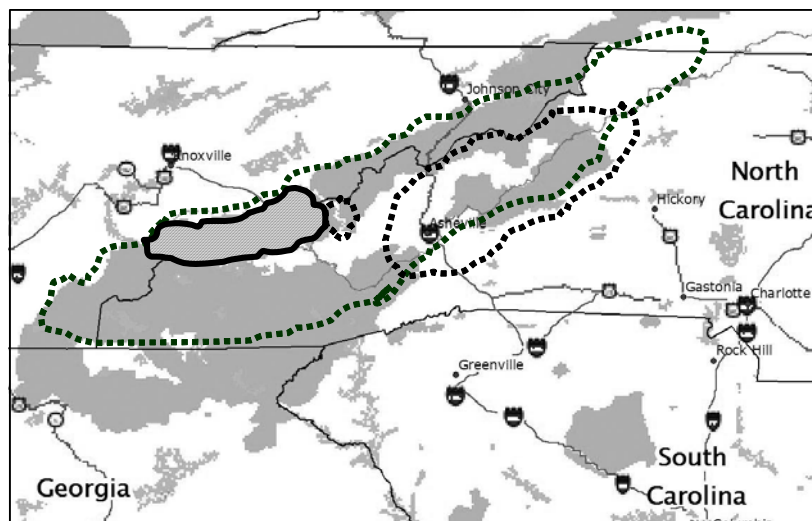 Johnson City
Knoxville
North
Carolina
Hickory
Asheville
Gastonia
Charlotte
Rock Hill
Greenville
South
Carolina
Georgia